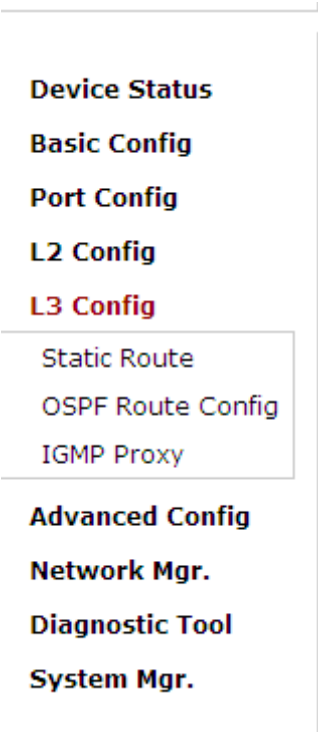 Device Status
Basic Config
Port Config
L2 Config
L3 Config
Static Route
OSPF Route Config
IGMP Proxy
Advanced Config
Network Mgr.
Diagnostic Tool
System Mgr.